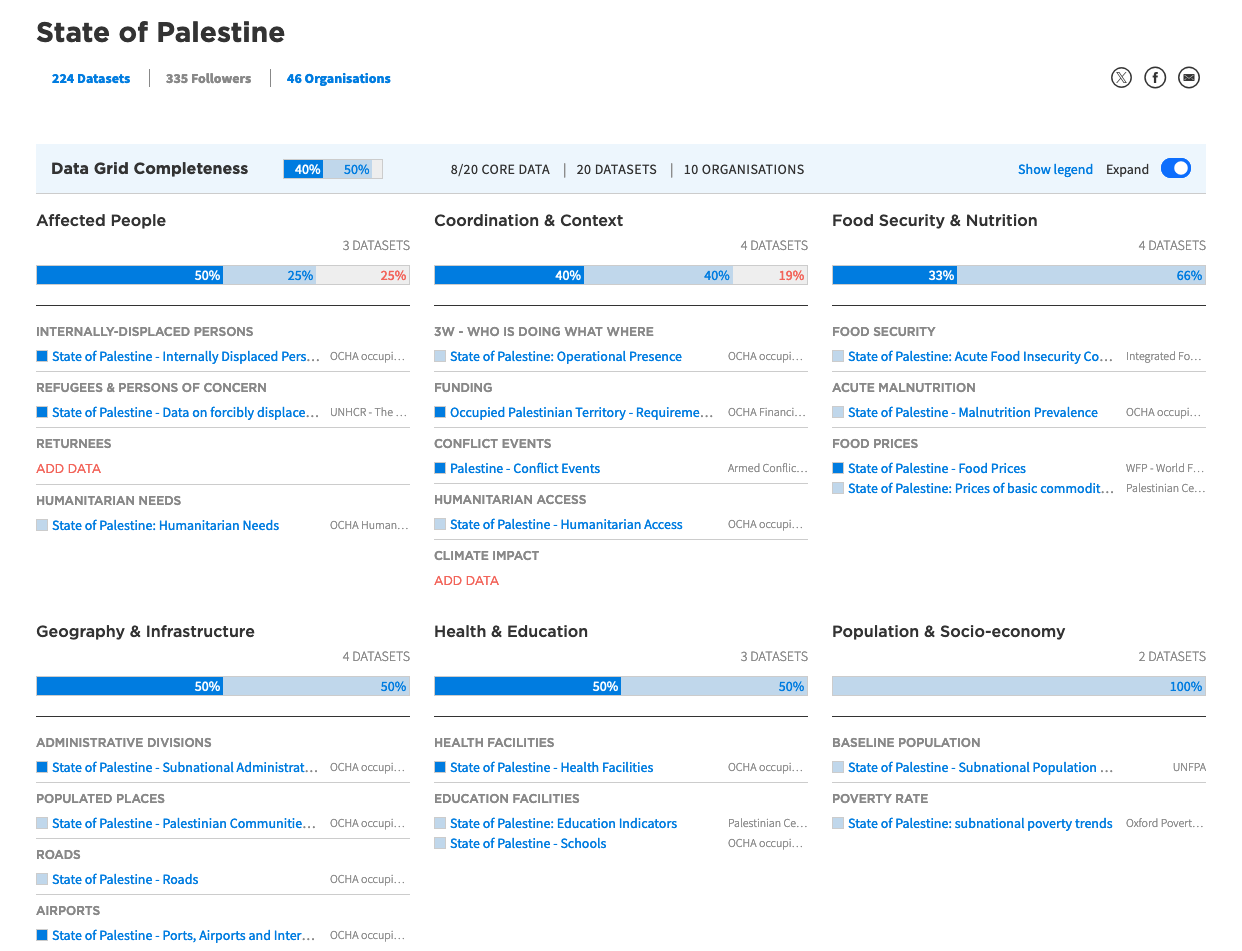 State of Palestine
224 Datasets
335 Followers
46 Organisations
Data Grid Completeness
40% 50%
8/20 CORE DATA | 20 DATASETS | 10 ORGANISATIONS
Show legend
Expand
Affected People
3 DATASETS
50% 25% 25%
INTERNALLY-DISPLACED PERSONS
State of Palestine - Internally Displaced Pers... OCHA occupi...
REFUGEES & PERSONS OF CONCERN
State of Palestine - Data on forcibly displace... UNHCR - The ...
RETURNEES
ADD DATA
HUMANITARIAN NEEDS
State of Palestine: Humanitarian Needs OCHA Human...
Coordination & Context
4 DATASETS
40% 40% 19%
3W - WHO IS DOING WHAT WHERE
State of Palestine: Operational Presence OCHA occupi...
FUNDING
Occupied Palestinian Territory - Requireme... OCHA Financi...
CONFLICT EVENTS
Palestine - Conflict Events Armed Conflic...
HUMANITARIAN ACCESS
State of Palestine - Humanitarian Access OCHA occupi...
CLIMATE IMPACT
ADD DATA
Food Security & Nutrition
4 DATASETS
33% 66%
FOOD SECURITY
State of Palestine: Acute Food Insecurity Co... Integrated Fo...
ACUTE MALNUTRITION
State of Palestine - Malnutrition Prevalence OCHA occupi...
FOOD PRICES
State of Palestine - Food Prices WFP - World F...
State of Palestine: Prices of basic commodit... Palestinian Ce...
Geography & Infrastructure
4 DATASETS
50% 50%
ADMINISTRATIVE DIVISIONS
State of Palestine - Subnational Administrat... OCHA occupi...
POPULATED PLACES
State of Palestine - Palestinian Communitie... OCHA occupi...
ROADS
State of Palestine - Roads OCHA occupi...
AIRPORTS
State of Palestine - Ports, Airports and Inter... OCHA occupi...
Health & Education
3 DATASETS
50% 50%
HEALTH FACILITIES
State of Palestine - Health Facilities OCHA occupi...
EDUCATION FACILITIES
State of Palestine: Education Indicators Palestinian Ce...
State of Palestine - Schools OCHA occupi...
Population & Socio-economy
2 DATASETS
100%
BASELINE POPULATION
State of Palestine - Subnational Population ... UNFPA
POVERTY RATE
State of Palestine: subnational poverty trends Oxford Povert...